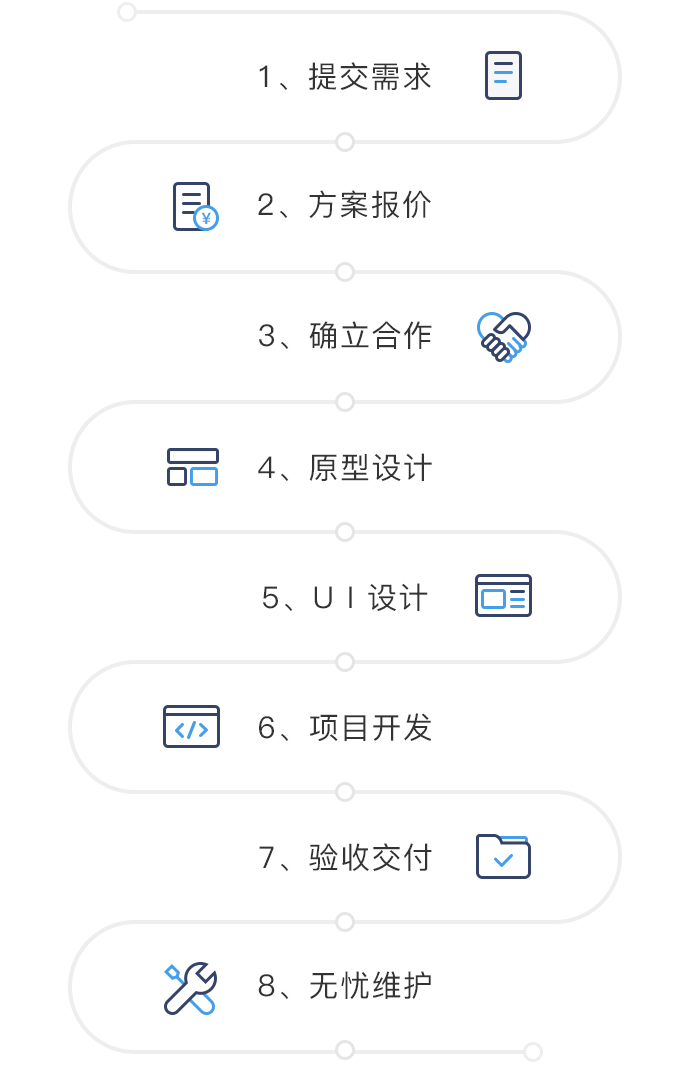 1、提交需求
¥
2、方案报价
3、确立合作
4、原型设计
5、UI设计
</>
6、项目开发
7、验收交付
8、无忧维护